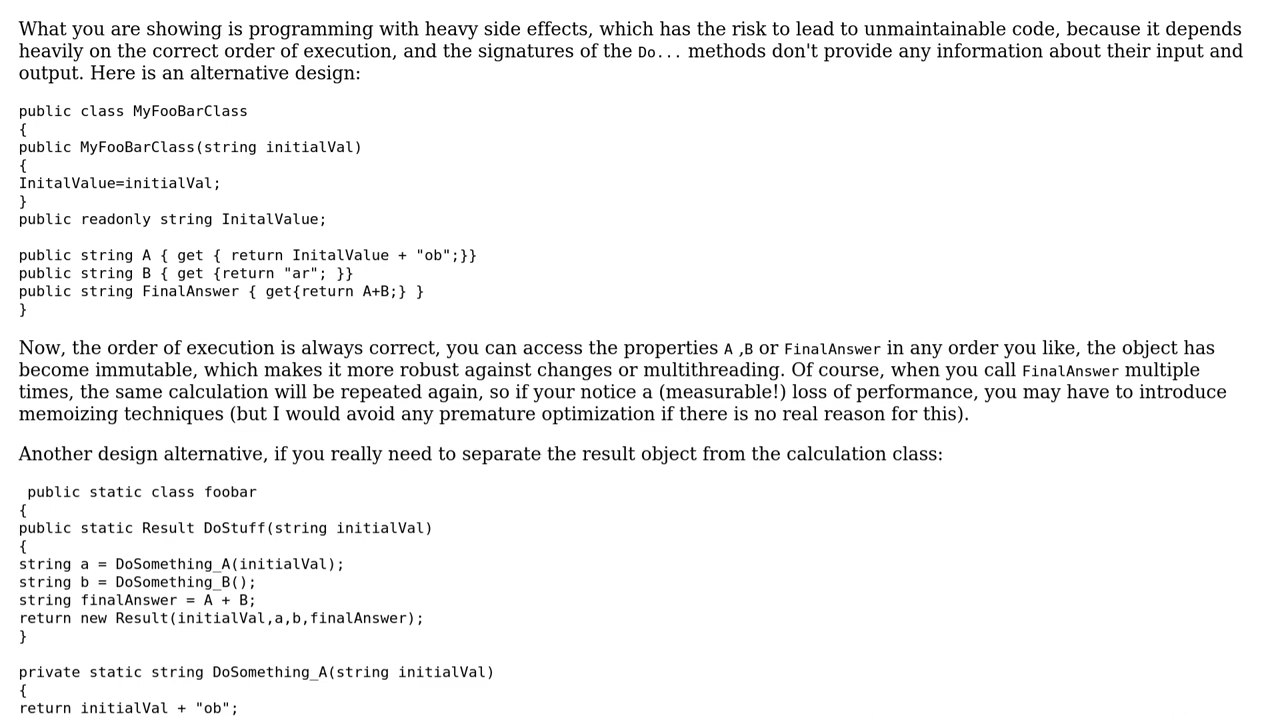 What you are showing is programming with heavy side effects, which has the risk to lead to unmaintainable code, because it depends
heavily on the correct order of execution, and the signatures of the Do... methods don't provide any information about their input and
output. Here is an alternative design:
public class MyFooBarClass
{
public MyFooBarClass(string initialVal)
{
InitalValue=initialVal;
}
public readonly string InitalValue;
public string A { get { return InitalValue + "ob";}}
public string B { get {return "ar"; }}
public string FinalAnswer { get{return A+B;} }
}
Now, the order of execution is always correct, you can access the properties A ,B or FinalAnswer in any order you like, the object has
become immutable, which makes it more robust against changes or multithreading. Of course, when you call FinalAnswer multiple
times, the same calculation will be repeated again, so if your notice a (measurable!) loss of performance, you may have to introduce
memoizing techniques (but I would avoid any premature optimization if there is no real reason for this).
Another design alternative, if you really need to separate the result object from the calculation class:
public static class foobar
{
public static Result DoStuff(string initialVal)
{
string a = DoSomething_A(initialVal);
string b = DoSomething_B();
string finalAnswer = A + B;
return new Result(initialVal,a,b,finalAnswer);
}
private static string DoSomething_A(string initialVal)
{
return initialVal + "ob";